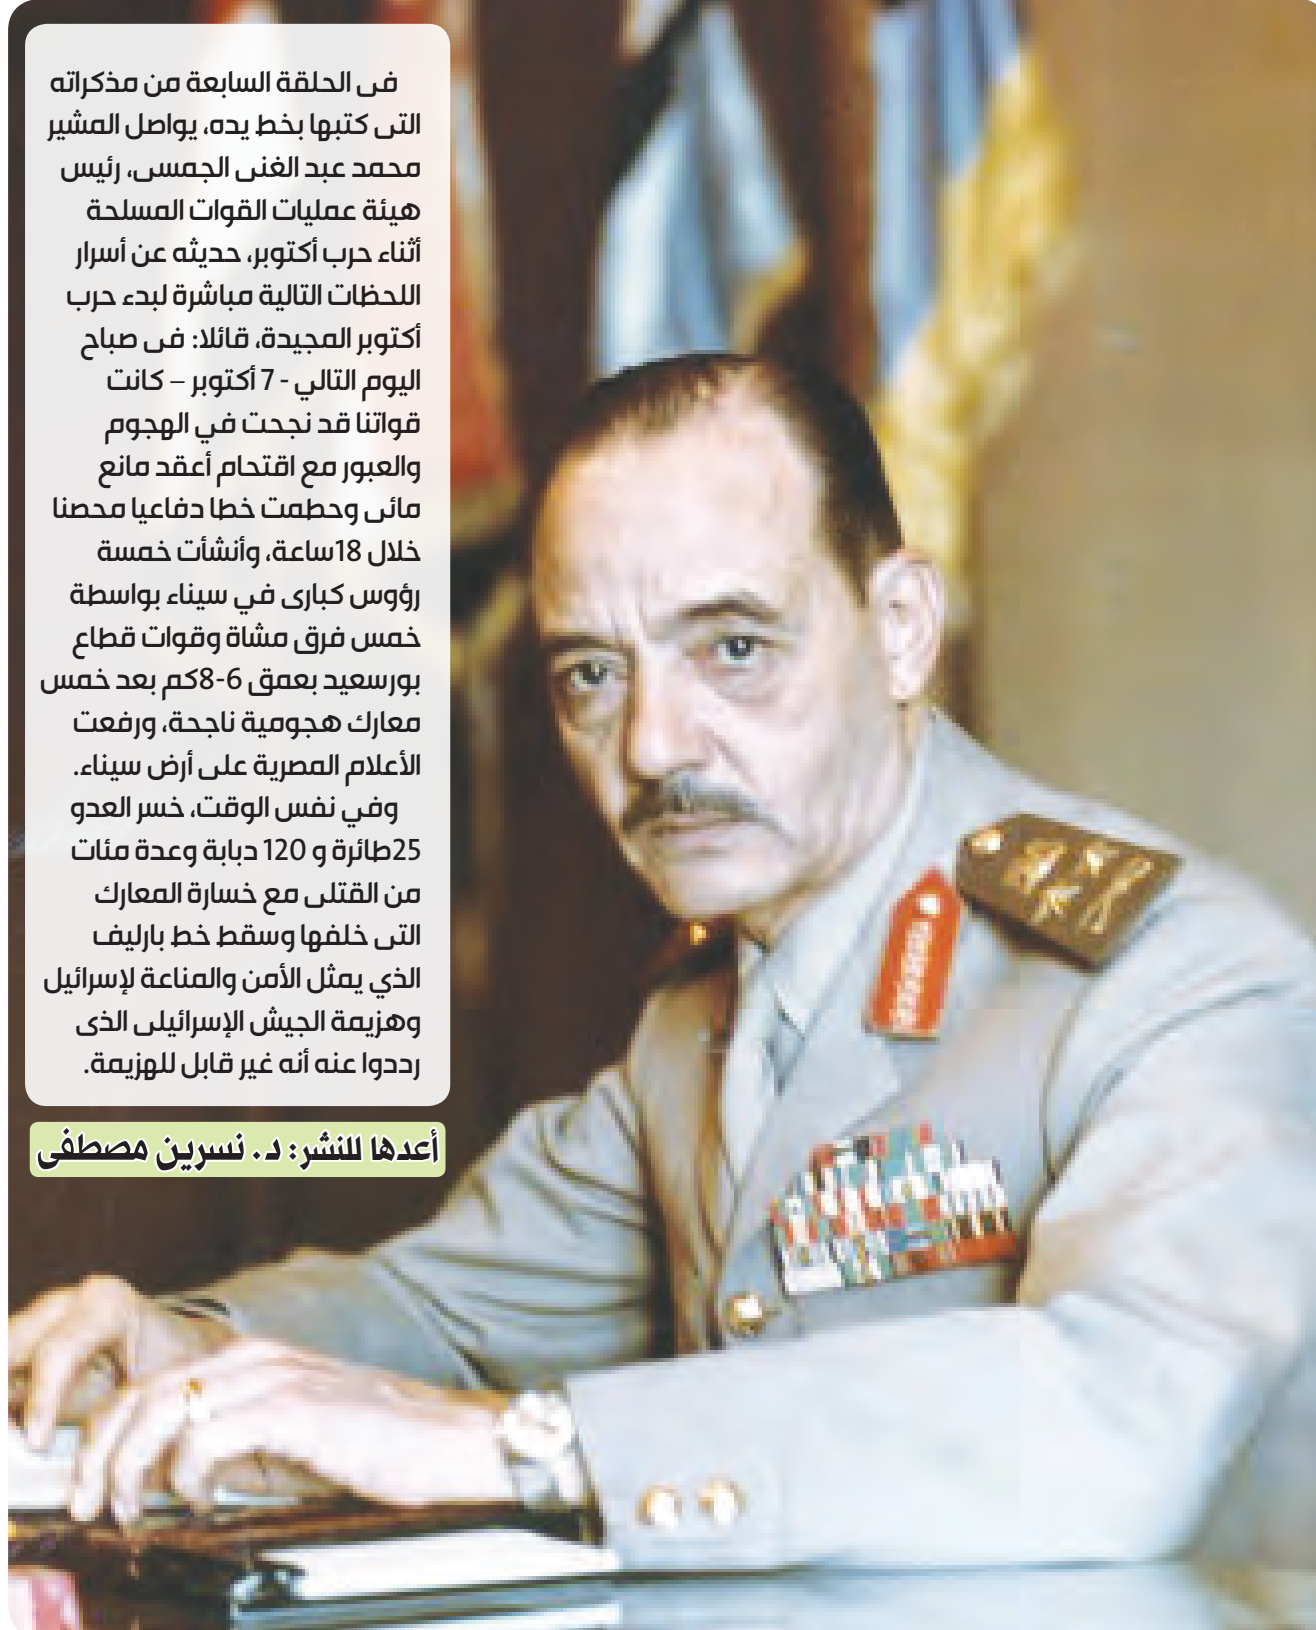 فى الحلقة السابعة من مذكراته
التى كتبها بخط يده، يواصل المشير
محمد عبد الغنى الجمسى، رئيس
هيئة عمليات القوات المسلحة
أثناء حرب أكتوبر، حديثه عن أسرار
اللحظات التالية مباشرة لبدء حرب
أكتوبر المجيدة، قائلا: فى صباح
اليوم التالي - 7 أكتوبر – كانت
قواتنا قد نجحت في الهجوم
والعبور مع اقتحام أعقد مانع
مائى وحطمت خطا دفاعيا محصنا
خلال 18ساعة، وأنشأت خمسة
رؤوس كبارى في سيناء بواسطة
خمس فرق مشاة وقوات قطاع
بورسعيد بعمق 6-8كم بعد خمس
معارك هجومية ناجحة، ورفعت
الأعلام المصرية على أرض سيناء.
وفي نفس الوقت، خسر العدو
25طائرة و 120 دبابة وعدة مئات
من القتلى مع خسارة المعارك
التى خلفها وسقط خط بارليف
الذي يمثل الأمن والمناعة لإسرائيل
وهزيمة الجيش الإسرائيلى الذى
رددوا عنه أنه غير قابل للهزيمة.
أعدها للنشر: د. نسرين مصطفى